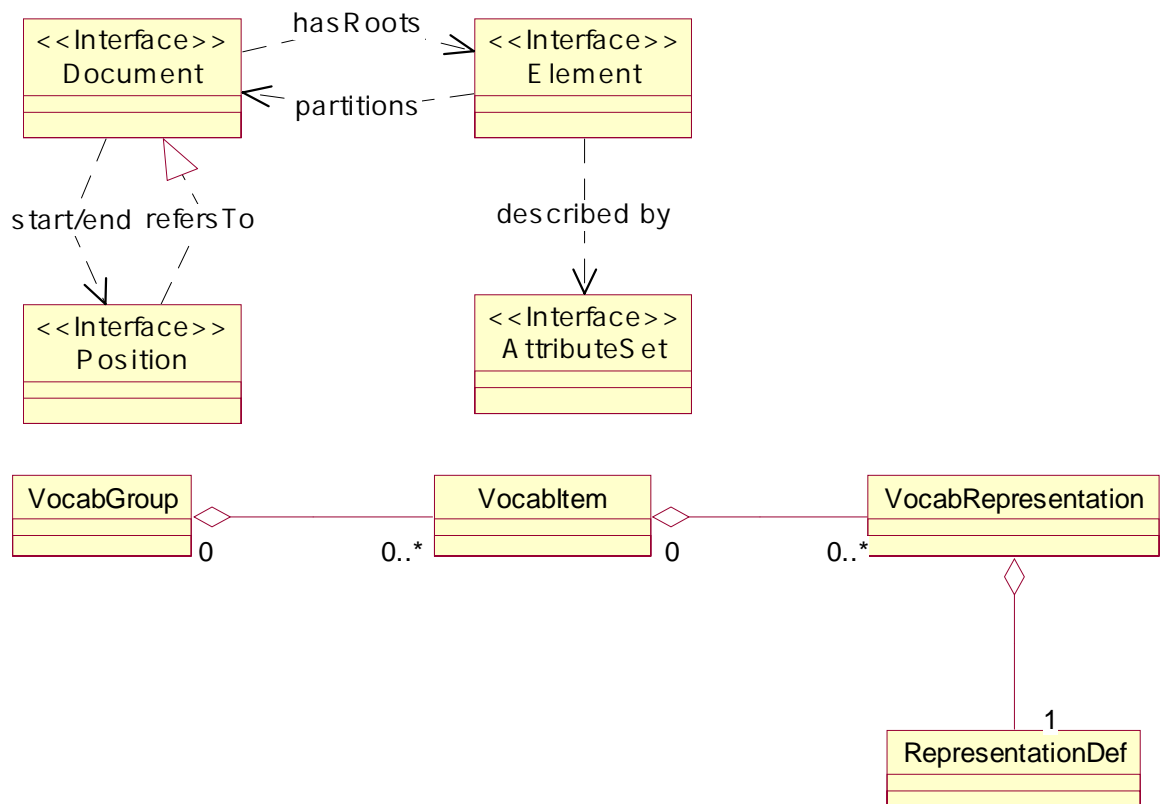 hasRoots
<<Interface>>
Document
<<Interface>>
Element
partitions
start/end refersTo
described by
<<Interface>>
Position
<<Interface>>
AttributeSet
VocabGroup
VocabItem
VocabRepresentation
0
0..*
0
0..*
1
RepresentationDef